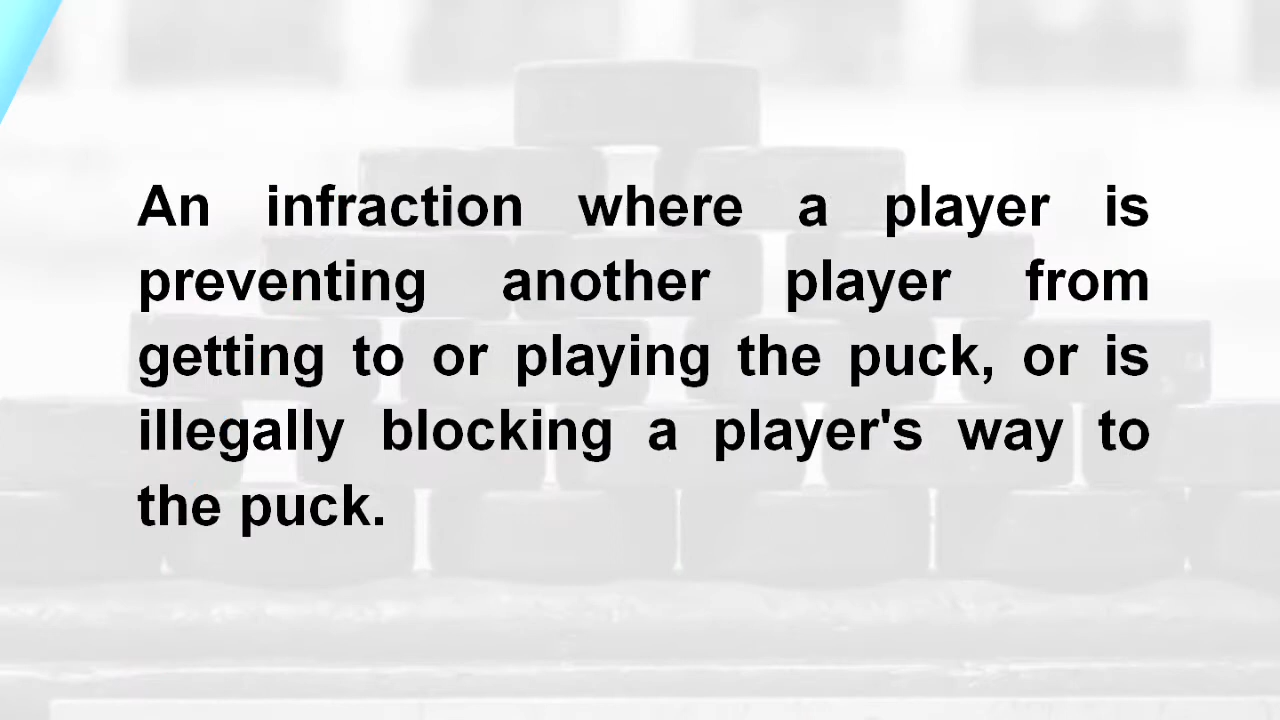 An infraction where a player is
preventing another player from
getting to or playing the puck, or is
illegally blocking a player's way to
the puck.